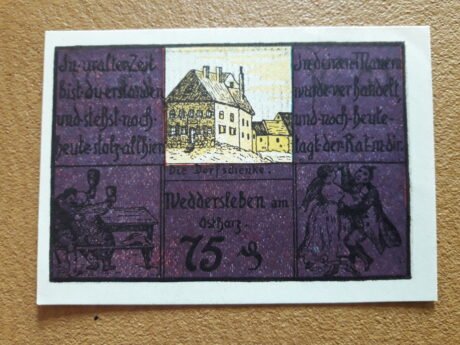 In uralter Zeit
bist du erstanden
und stehst noch
heute stolz allhier
In deinen Mauern
wurde verhandelt,
und noch heute
tagt der Rat in dir.
Die Dorfschenke.
Weddersleben am
Ostharz
75 ₰